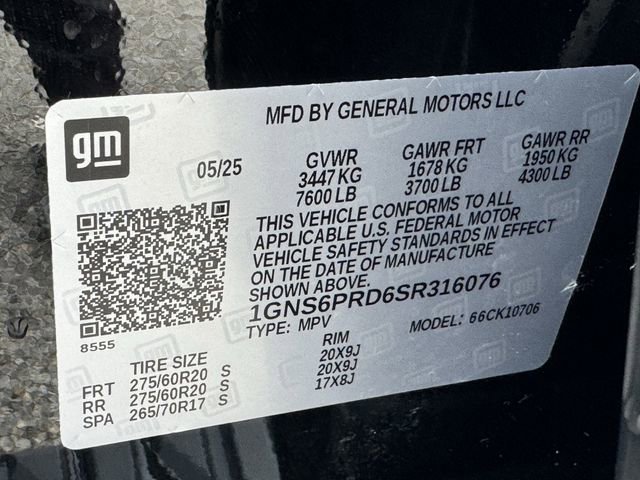 MFD BY GENERAL MOTORS LLC
gm
05/25
GVWR
3447 KG
7600 LB
GAWR FRT
1678 KG
3700 LB
GAWR RR
1950 KG
4300 LB
THIS VEHICLE CONFORMS TO ALL
APPLICABLE U.S. FEDERAL MOTOR
VEHICLE SAFETY STANDARDS IN EFFECT
ON THE DATE OF MANUFACTURE
SHOWN ABOVE.
1GNS6PRD6SR316076
TYPE: MPV
MODEL: 66CK10706
8555
TIRE SIZE
RIM
FRT 275/60R20 S 20X9J
RR 275/60R20 S 20X9J
SPA 265/70R17 S 17X8J